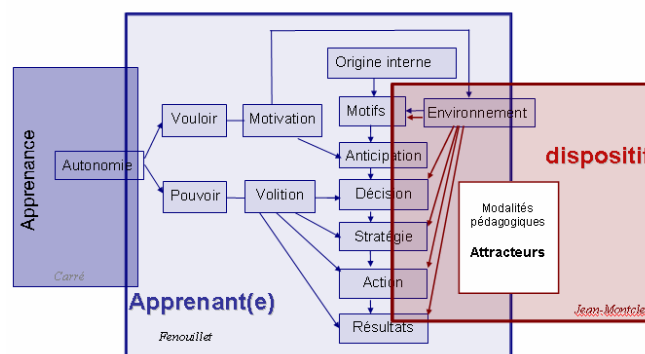 Origine interne
Apprenance
Vouloir
Motivation
Motifs
Environnement
Autonomie
Anticipation
dispositif
Pouvoir
Volition
Décision
Modalités
pédagogiques
Attracteurs
Stratégie
Action
Carré
Apprenant(e)
Jean-Montcle
Résultats
Fenouillet